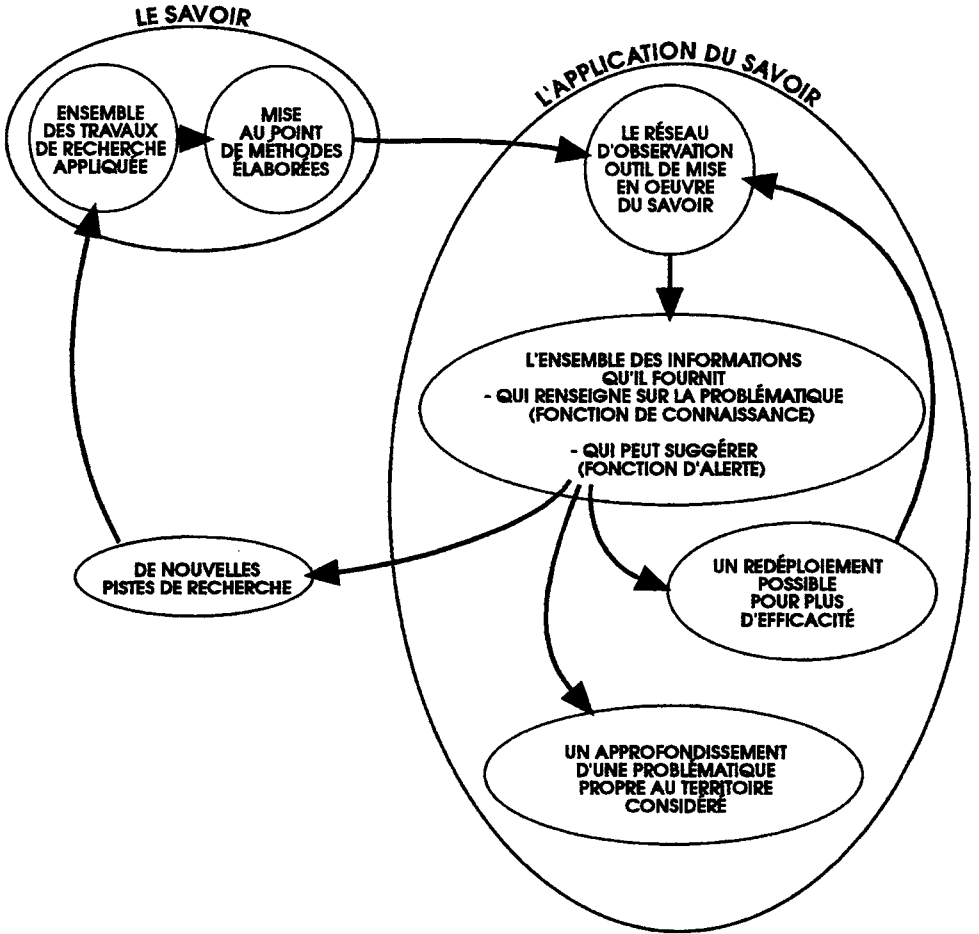 LE SAVOIR
ENSEMBLE
DES TRAVAUX
DE RECHERCHE
APPLIQUÉE
MISE
AU POINT
DE MÉTHODES
ÉLABORÉES
L'APPLICATION DU SAVOIR
LE RÉSEAU
D'OBSERVATION
OUTIL DE MISE
EN OEUVRE
DU SAVOIR
L'ENSEMBLE DES INFORMATIONS
QU'IL FOURNIT
- QUI RENSEIGNE SUR LA PROBLÉMATIQUE
(FONCTION DE CONNAISSANCE)
- QUI PEUT SUGGÉRER
(FONCTION D'ALERTE)
DE NOUVELLES
PISTES DE RECHERCHE
UN REDÉPLOIEMENT
POSSIBLE
POUR PLUS
D'EFFICACITÉ
UN APPROFONDISSEMENT
D'UNE PROBLÉMATIQUE
PROPRE AU TERRITOIRE
CONSIDÉRÉ